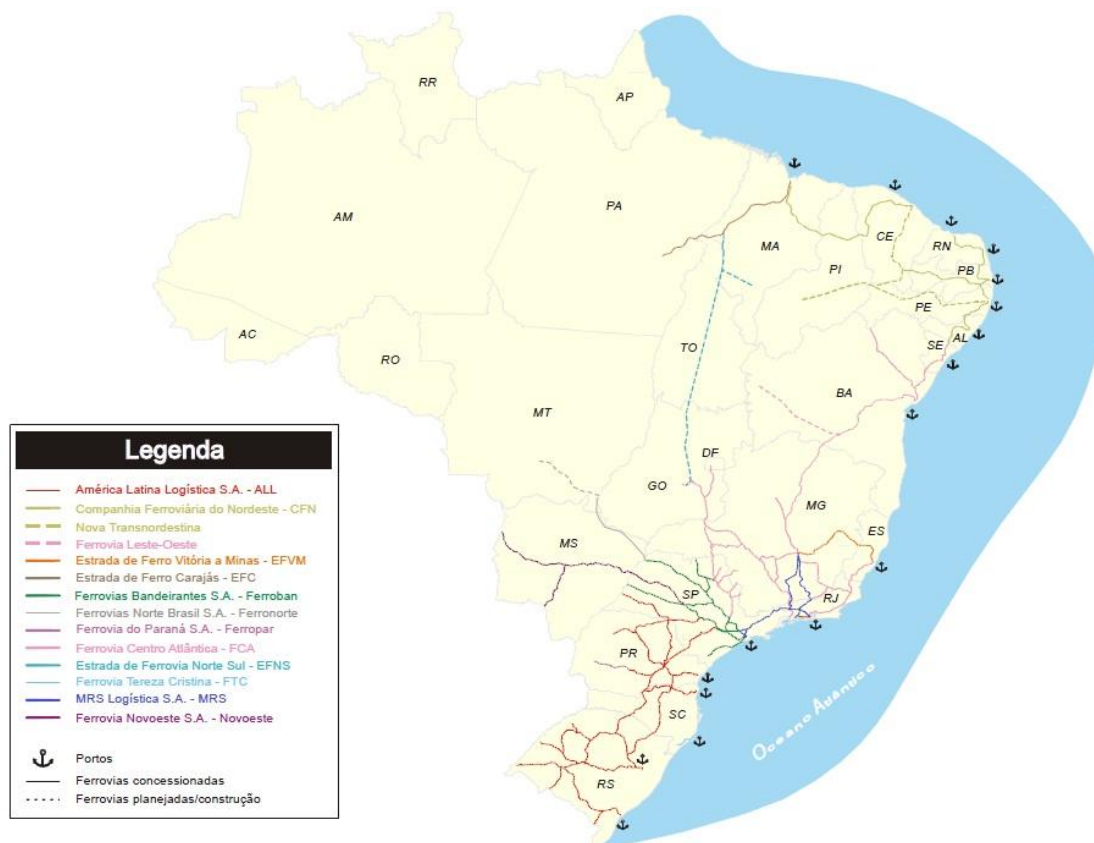 RR
AP
AM
PA
MA
CE
RN
PI
PB
PE
AC
TO
SE
AL
RO
BA
MT
DF
GO
MG
ES
MS
SP
RJ
PR
SC
RS
Oceano Atlântico
Legenda
América Latina Logística S.A. - ALL
Companhia Ferroviária do Nordeste - CFN
Nova Transnordestina
Ferrovia Leste-Oeste
Estrada de Ferro Vitória a Minas - EFVM
Estrada de Ferro Carajás - EFC
Ferrovias Bandeirantes S.A. - Ferroban
Ferrovias Norte Brasil S.A. - Ferronorte
Ferrovia do Paraná S.A. - Ferropar
Ferrovia Centro Atlântica - FCA
Estrada de Ferrovia Norte Sul - EFNS
Ferrovia Tereza Cristina - FTC
MRS Logística S.A. - MRS
Ferrovia Novoeste S.A. - Novoeste
Portos
Ferrovias concessionadas
Ferrovias planejadas/construção